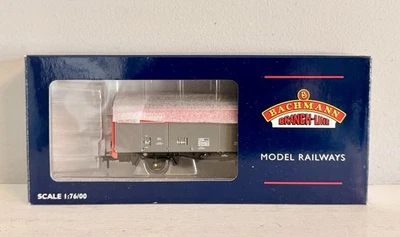 B
BACHMANN
BRANCH-LINE
MODEL RAILWAYS
SCALE 1:76/00